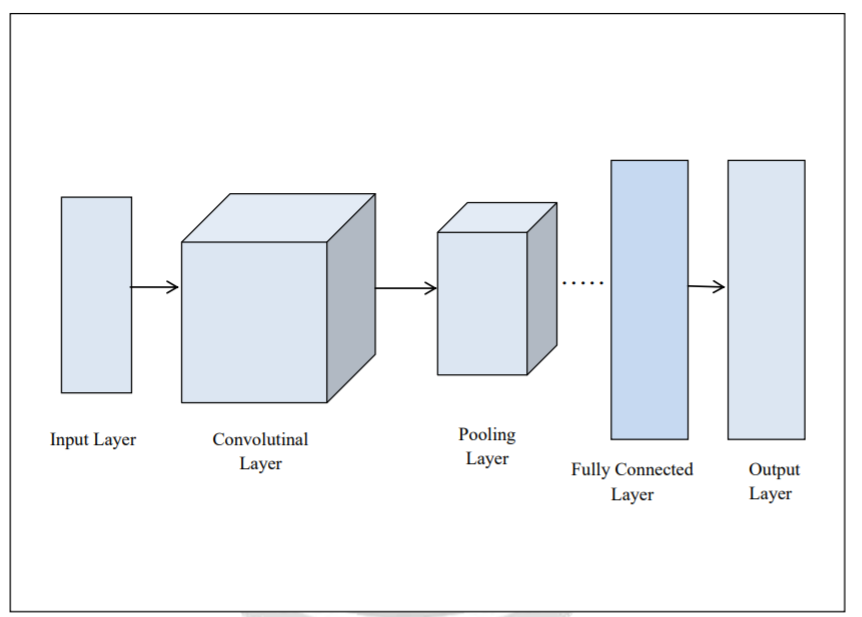 Input Layer
Convolutinal
Layer
Pooling
Layer
.....
Fully Connected
Layer
Output
Layer